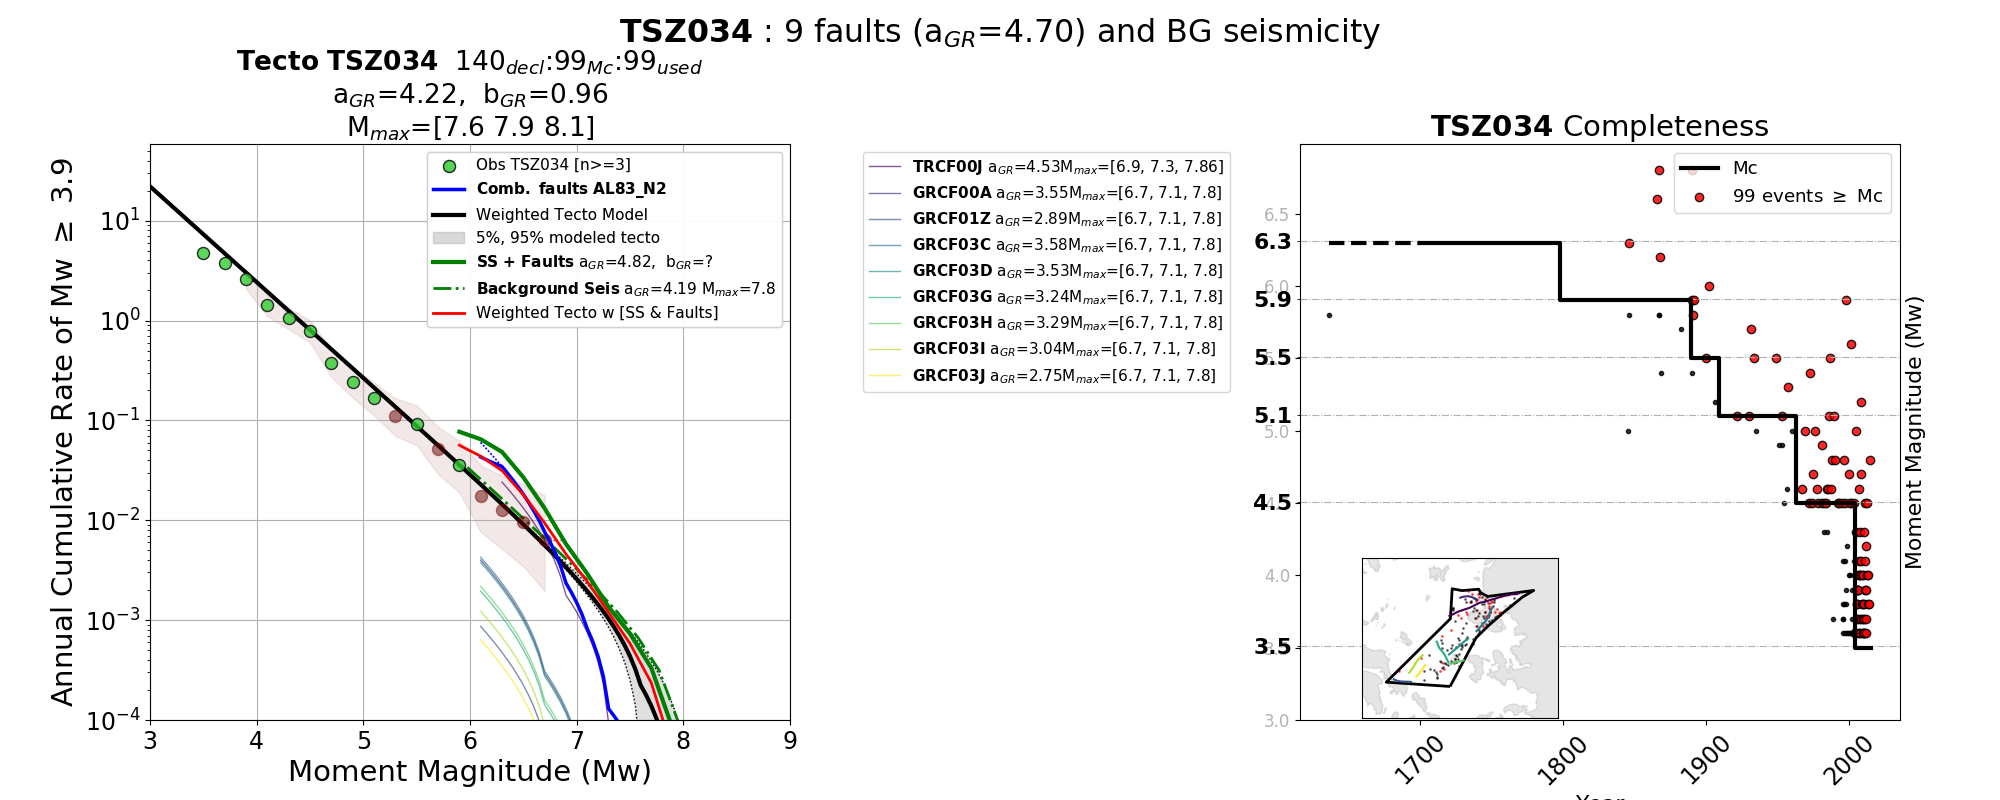 TSZ034 : 9 faults (aGR=4.70) and BG seismicity
Tecto TSZ034 140decl:99Mc:99used
aGR=4.22, bGR=0.96
Mmax=[7.6 7.9 8.1]
Annual Cumulative Rate of Mw ≥ 3.9
10^1
10^0
10^−1
10^−2
10^−3
10^−4
3 4 5 6 7 8 9
Moment Magnitude (Mw)
Obs TSZ034 [n>=3]
Comb. faults AL83_N2
Weighted Tecto Model
5%, 95% modeled tecto
SS + Faults aGR=4.82, bGR=?
Background Seis aGR=4.19 Mmax=7.8
Weighted Tecto w [SS & Faults]
TRCF00J aGR=4.53Mmax=[6.9, 7.3, 7.86]
GRCF00A aGR=3.55Mmax=[6.7, 7.1, 7.8]
GRCF01Z aGR=2.89Mmax=[6.7, 7.1, 7.8]
GRCF03C aGR=3.58Mmax=[6.7, 7.1, 7.8]
GRCF03D aGR=3.53Mmax=[6.7, 7.1, 7.8]
GRCF03G aGR=3.24Mmax=[6.7, 7.1, 7.8]
GRCF03H aGR=3.29Mmax=[6.7, 7.1, 7.8]
GRCF03I aGR=3.04Mmax=[6.7, 7.1, 7.8]
GRCF03J aGR=2.75Mmax=[6.7, 7.1, 7.8]
TSZ034 Completeness
Mc
99 events ≥ Mc
6.5
6.3
6.0
5.9
5.5
5.1
5.0
4.5
4.0
3.5
3.0
1700 1800 1900 2000
Moment Magnitude (Mw)